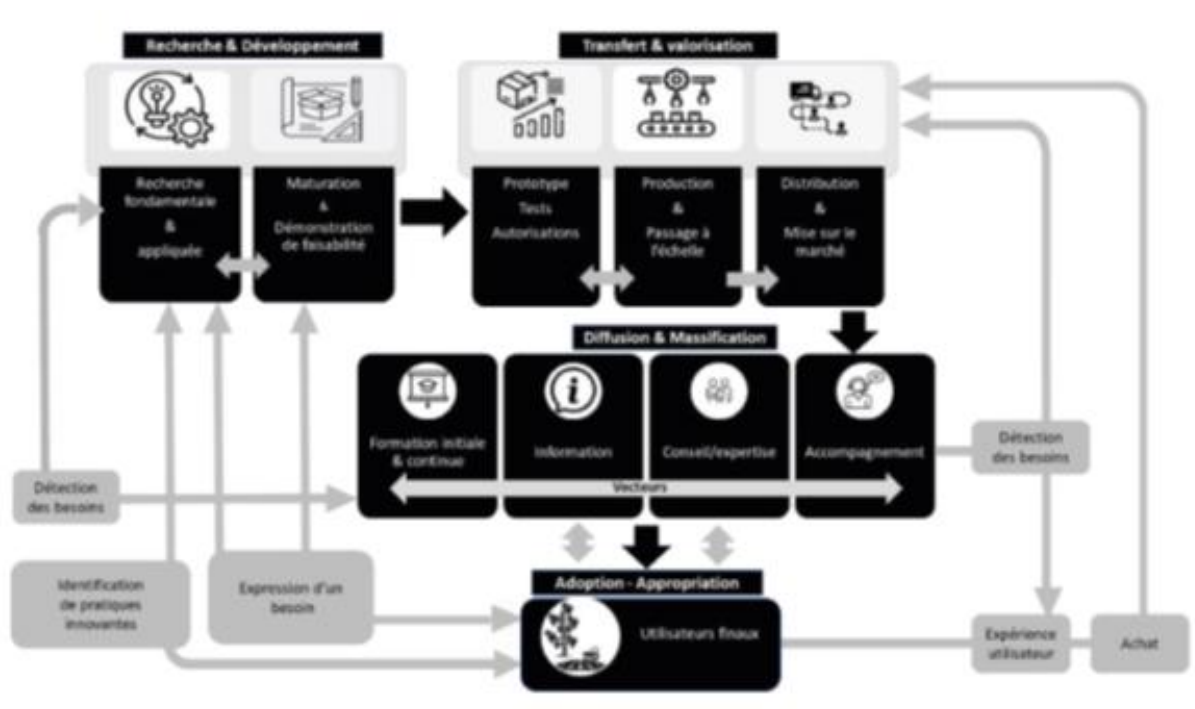 Recherche & Développement
Transfert & valorisation
Recherche
fondamentale
&
appliquée
Maturation
&
Démonstration
de faisabilité
Prototype
Tests
Autorisations
Production
&
Passage à
l'échelle
Distribution
&
Mise sur le
marché
Diffusion & Massification
Formation initiale
& continue
Information
Conseil/expertise
Accompagnement
Vecteurs
Détection
des besoins
Détection
des besoins
Identification
de pratiques
innovantes
Expression d'un
besoin
Adoption - Appropriation
Utilisateurs finaux
Expérience
utilisateur
Achat